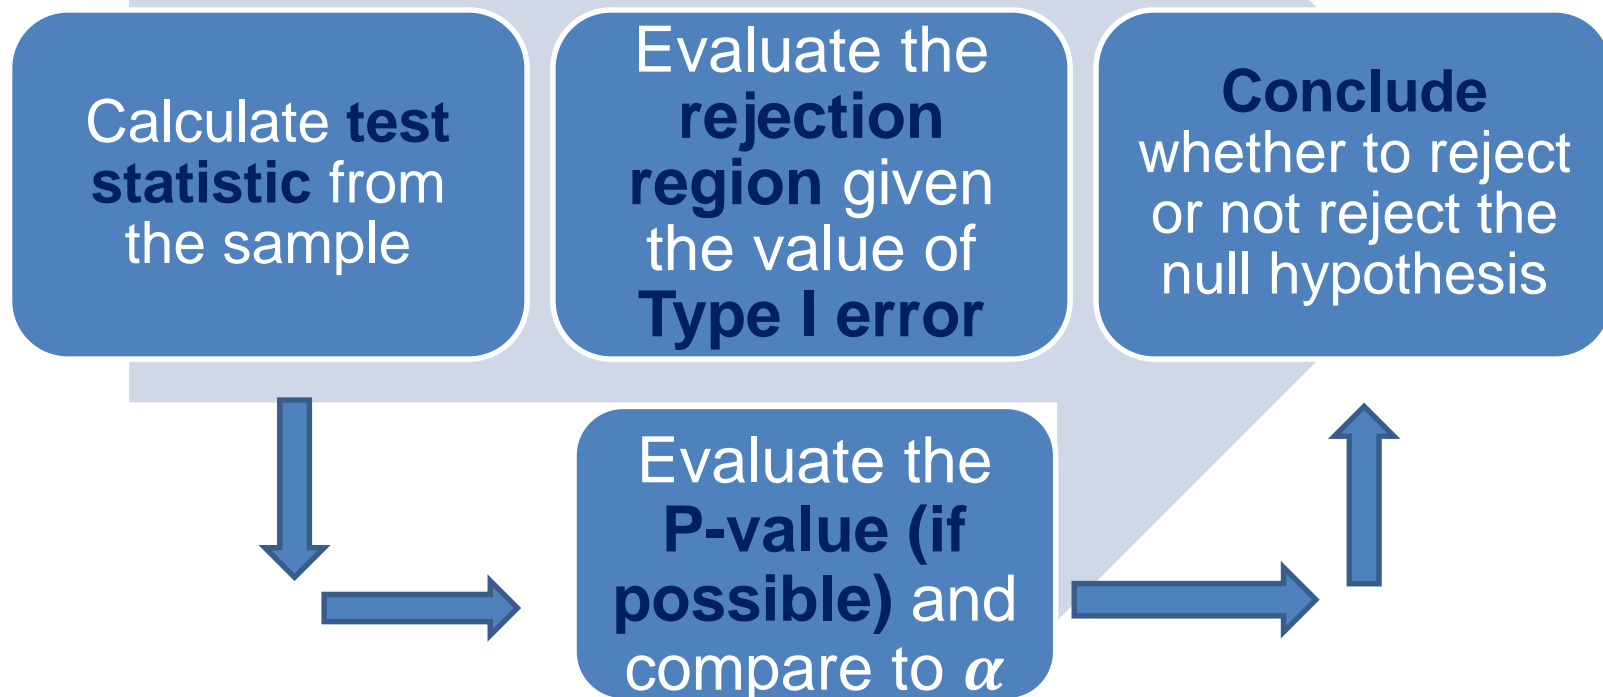 Calculate test
statistic from
the sample
Evaluate the
rejection
region given
the value of
Type I error
Conclude
whether to reject
or not reject the
null hypothesis
Evaluate the
P-value (if
possible) and
compare to α